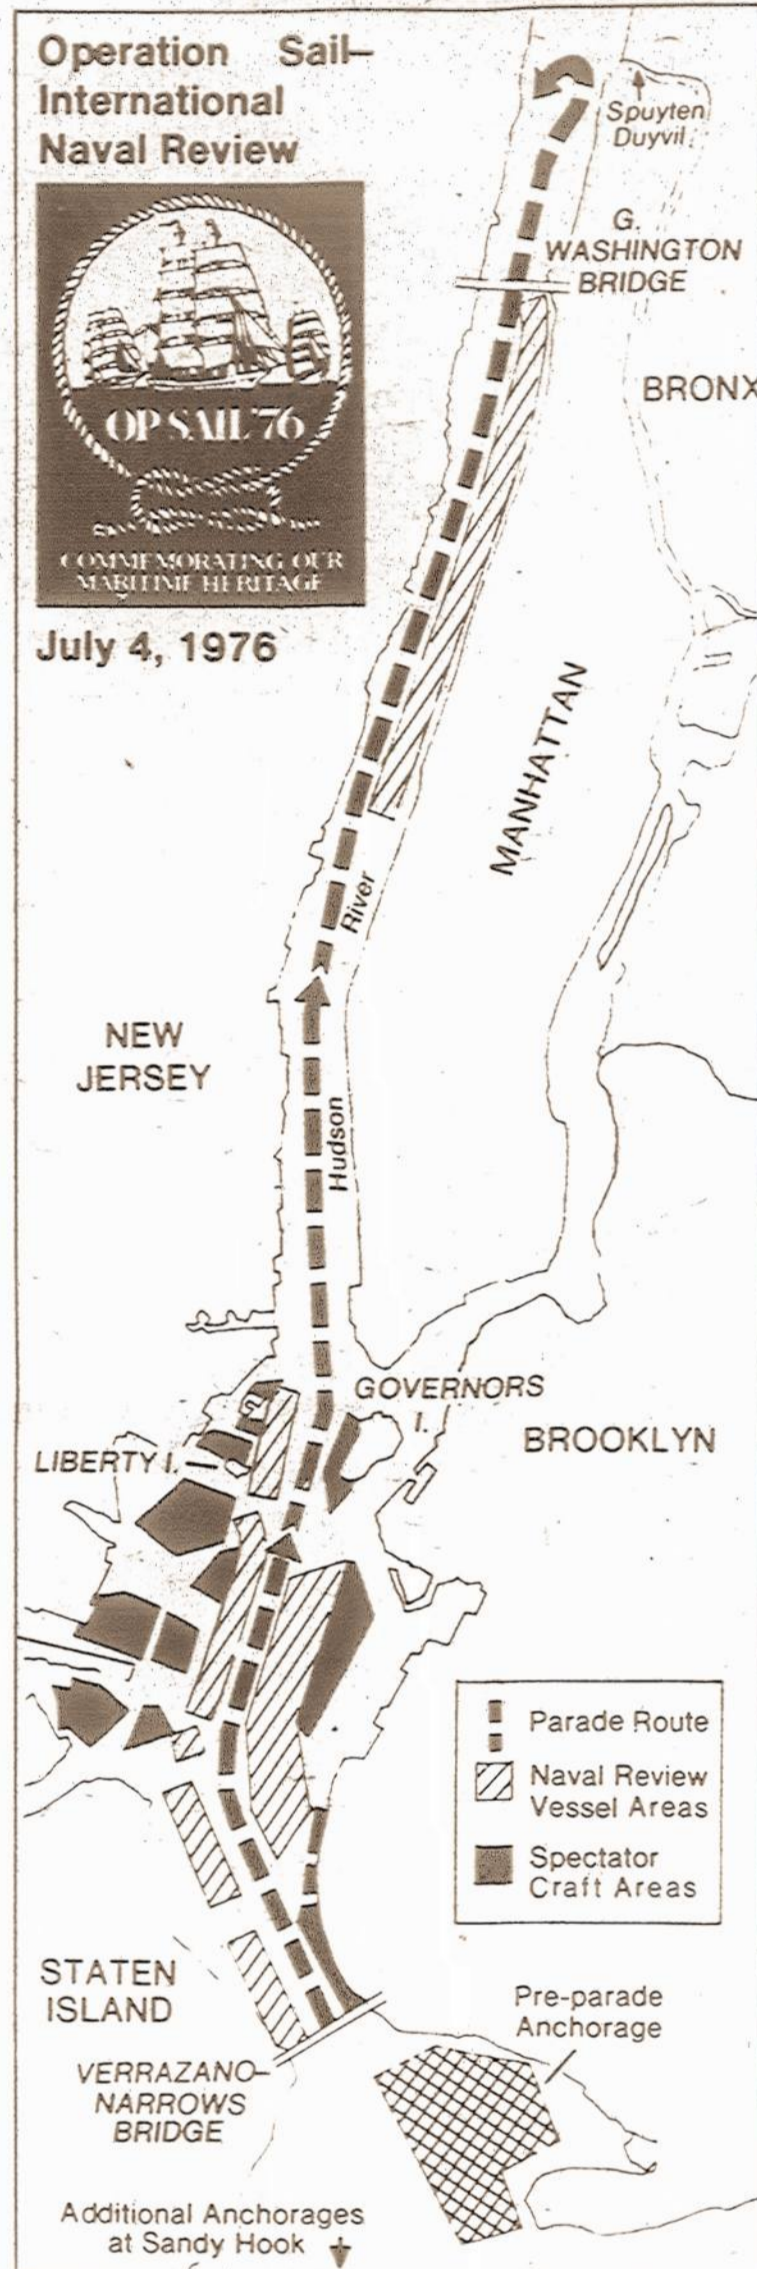 Operation Sail–
International
Naval Review
OP SAIL '76
COMMEMORATING OUR
MARITIME HERITAGE
July 4, 1976
Spuyten
Duyvil
G.
WASHINGTON
BRIDGE
BRONX
MANHATTAN
River
NEW
JERSEY
Hudson
GOVERNORS
I.
LIBERTY I.
BROOKLYN
Parade Route
Naval Review
Vessel Areas
Spectator
Craft Areas
STATEN
ISLAND
Pre-parade
Anchorage
VERRAZANO–
NARROWS
BRIDGE
Additional Anchorages
at Sandy Hook